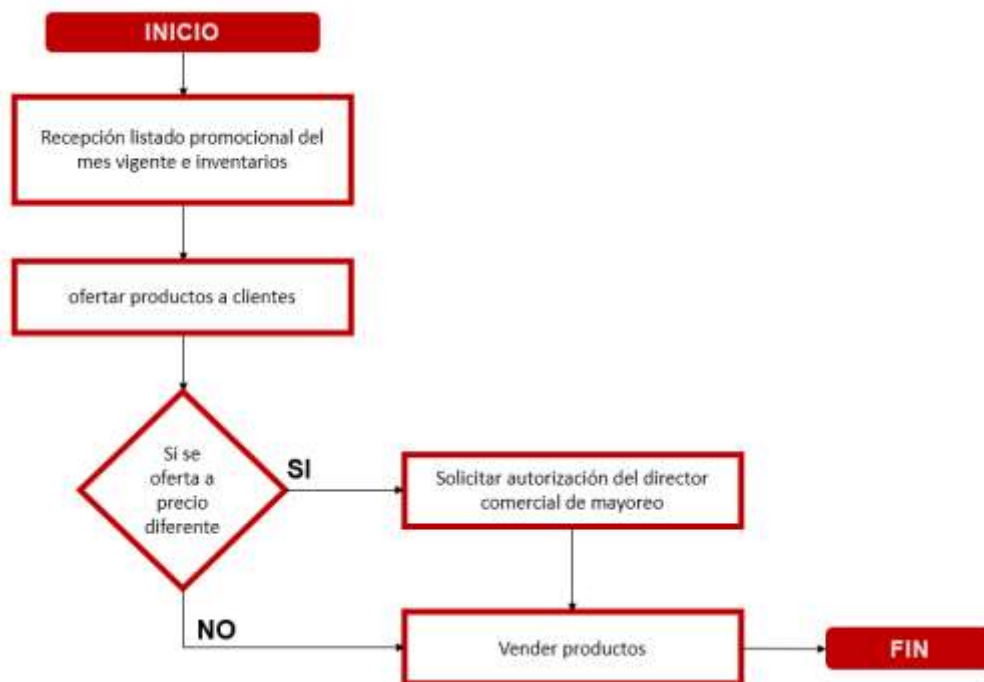 INICIO
Recepción listado promocional del
mes vigente e inventarios
ofertar productos a clientes
Sí se
oferta a
precio
diferente
SI
Solicitar autorización del director
comercial de mayoreo
NO
Vender productos
FIN